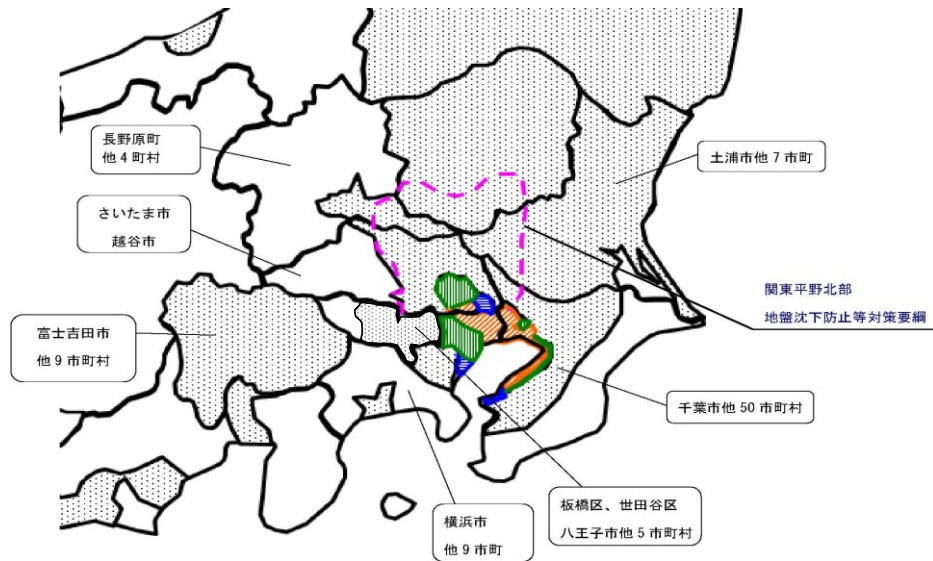 長野原町
他 4 町村
土浦市他 7 市町
さいたま市
越谷市
関東平野北部
地盤沈下防止等対策要綱
富士吉田市
他 9 市町村
千葉市他 50 市町村
板橋区、世田谷区
八王子市他 5 市町村
横浜市
他 9 市町